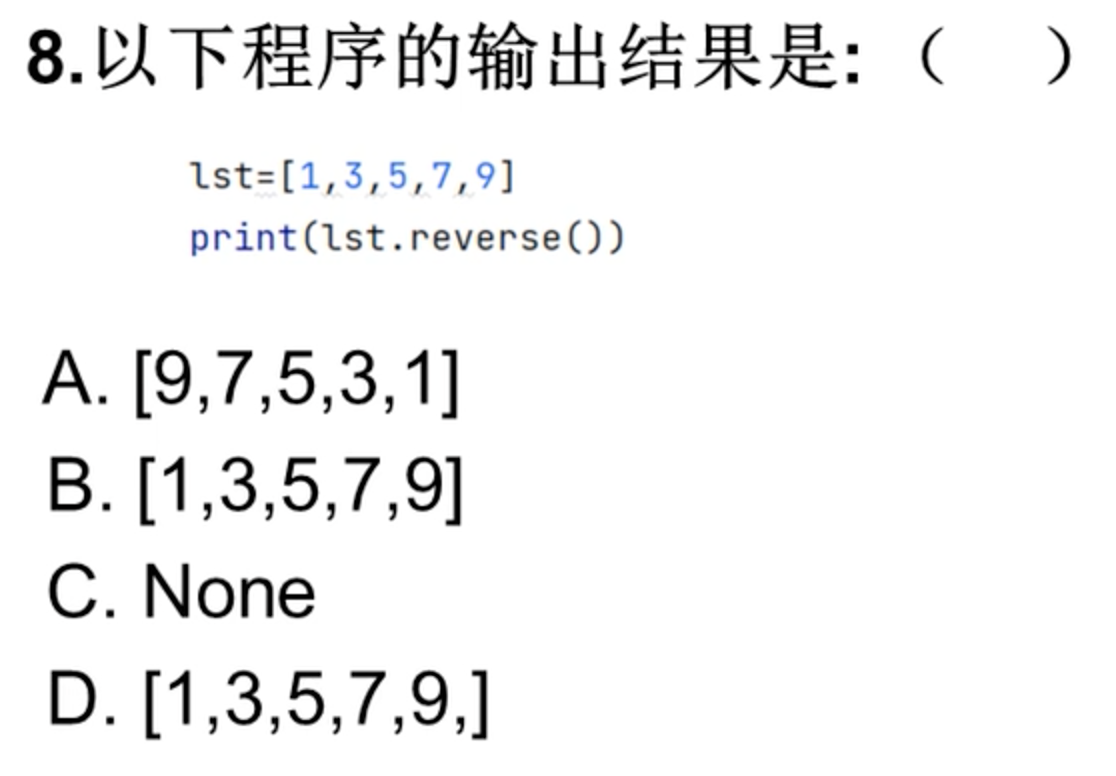 8.以下程序的输出结果是:（  ）
lst=[1,3,5,7,9]
print(lst.reverse())
A. [9,7,5,3,1]
B. [1,3,5,7,9]
C. None
D. [1,3,5,7,9,]